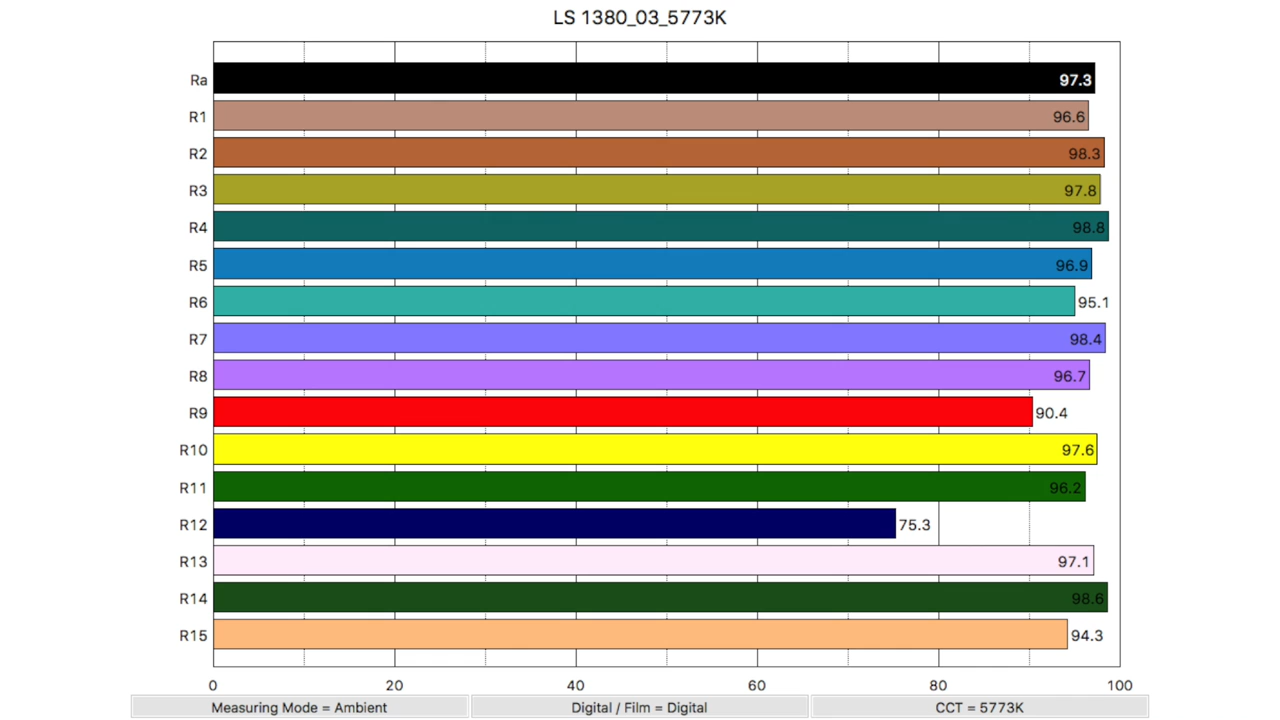 LS 1380_03_5773K
Ra 97.3
R1 96.6
R2 98.3
R3 97.8
R4 98.8
R5 96.9
R6 95.1
R7 98.4
R8 96.7
R9 90.4
R10 97.6
R11 96.2
R12 75.3
R13 97.1
R14 98.6
R15 94.3
0 20 40 60 80 100
Measuring Mode = Ambient Digital / Film = Digital CCT = 5773K